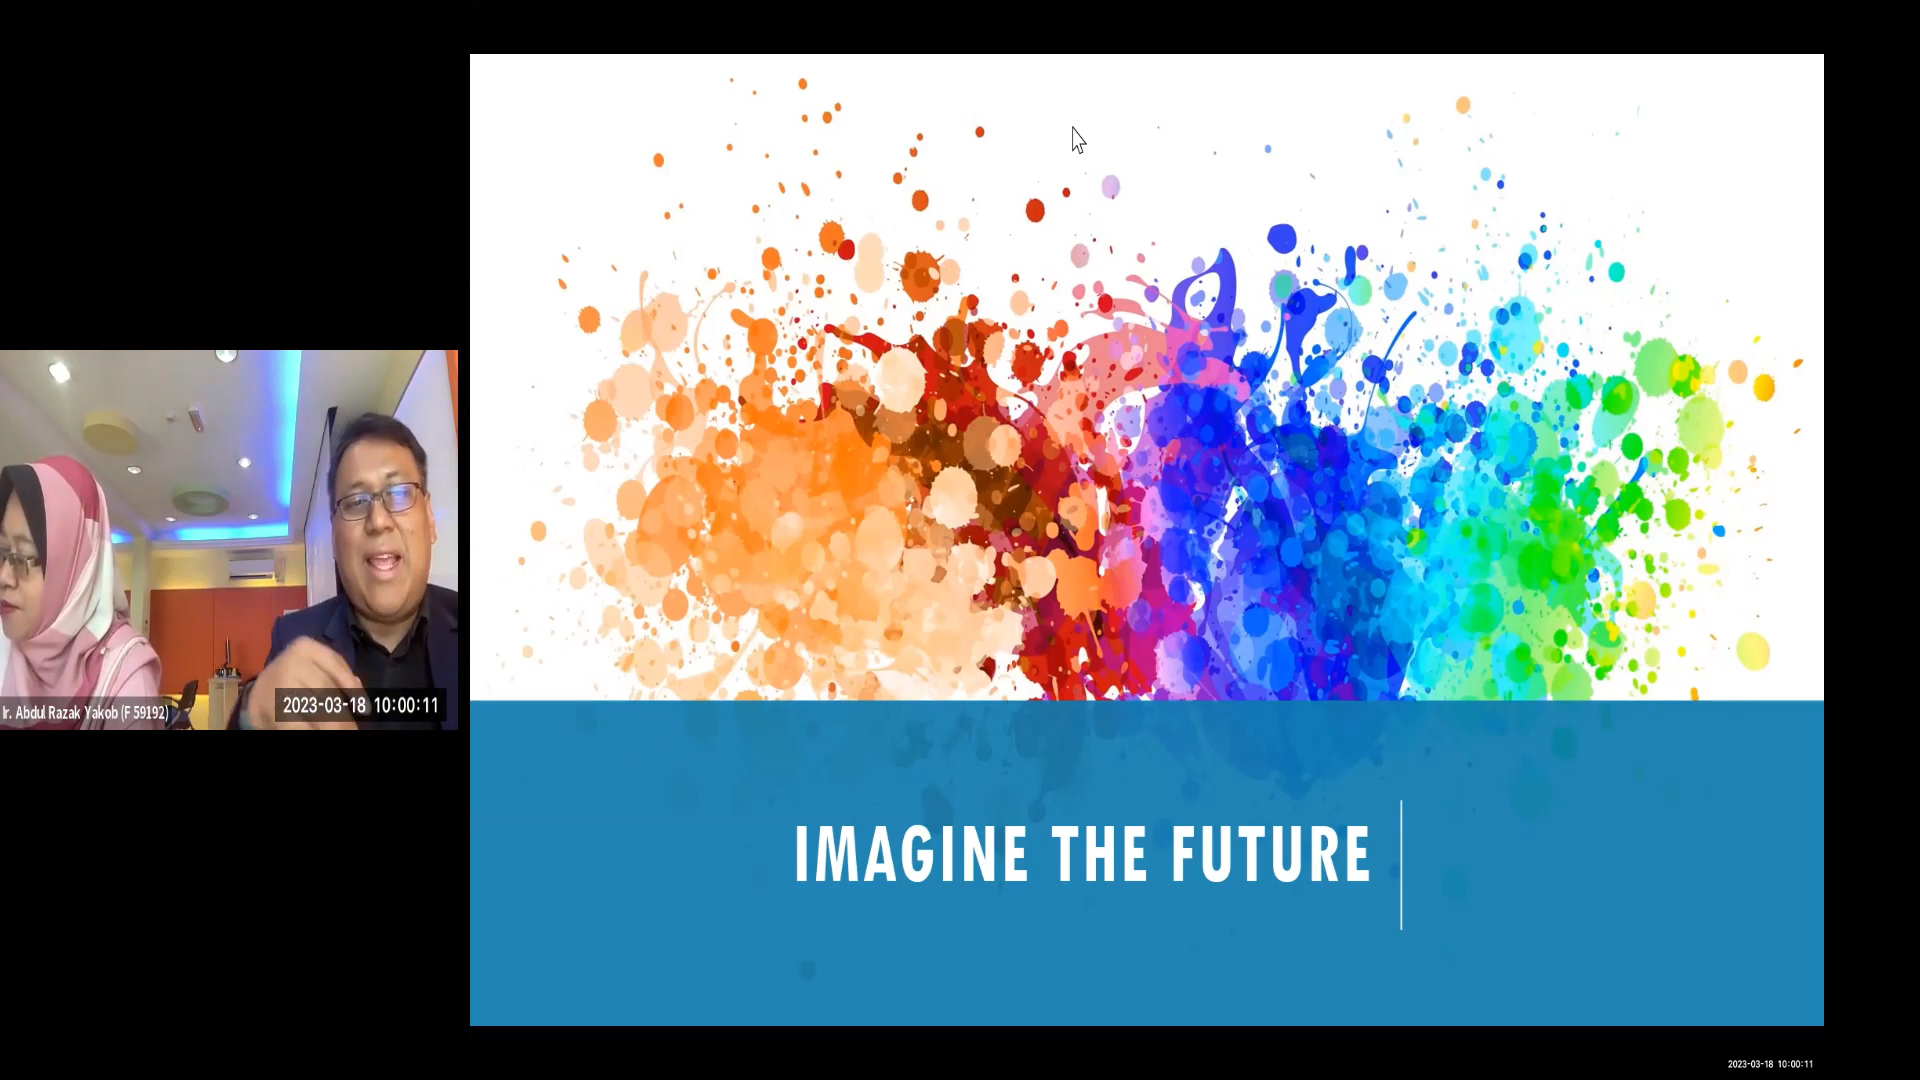 Ir. Abdul Razak Yakob (F 59192)
2023-03-18 10:00:11
IMAGINE THE FUTURE
2023-03-18 10:00:11